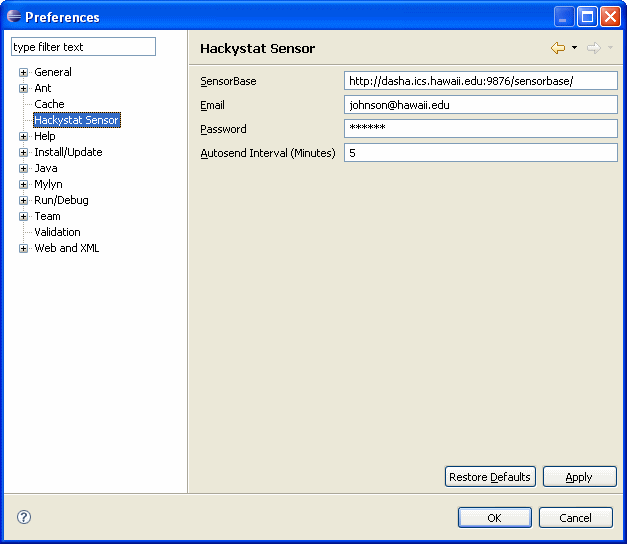 Preferences
type filter text
General
Ant
Cache
Hackystat Sensor
Help
Install/Update
Java
Mylyn
Run/Debug
Team
Validation
Web and XML
Hackystat Sensor
SensorBase http://dasha.ics.hawaii.edu:9876/sensorbase/
Email johnson@hawaii.edu
Password ******
Autosend Interval (Minutes) 5
Restore Defaults Apply
? OK Cancel